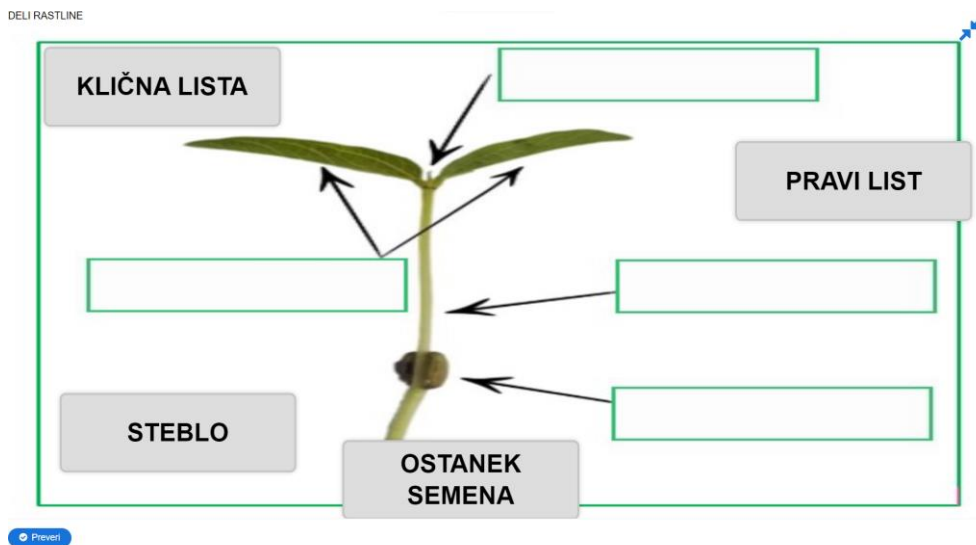 DELI RASTLINE
KLIČNA LISTA
PRAVI LIST
STEBLO
OSTANEK
SEMENA
Preveri